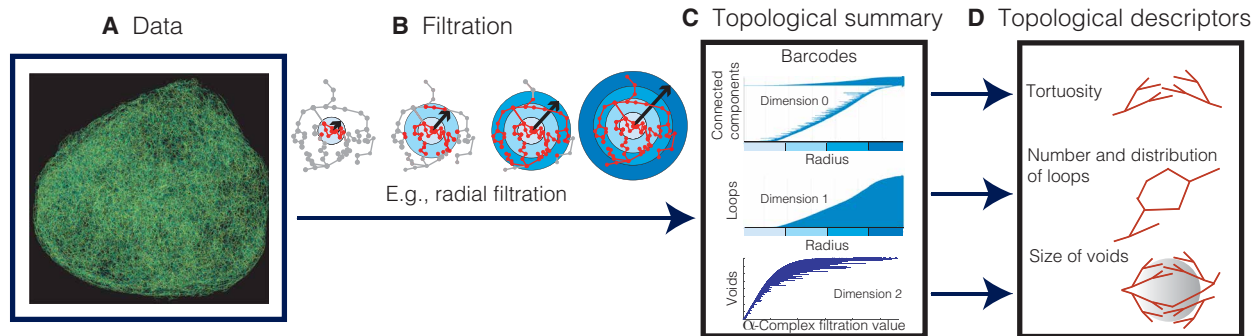 A Data
B Filtration
E.g., radial filtration
C Topological summary
Barcodes
Connected
components
Dimension 0
Radius
Loops
Dimension 1
Radius
Voids
Dimension 2
α-Complex filtration value
D Topological descriptors
Tortuosity
Number and distribution
of loops
Size of voids